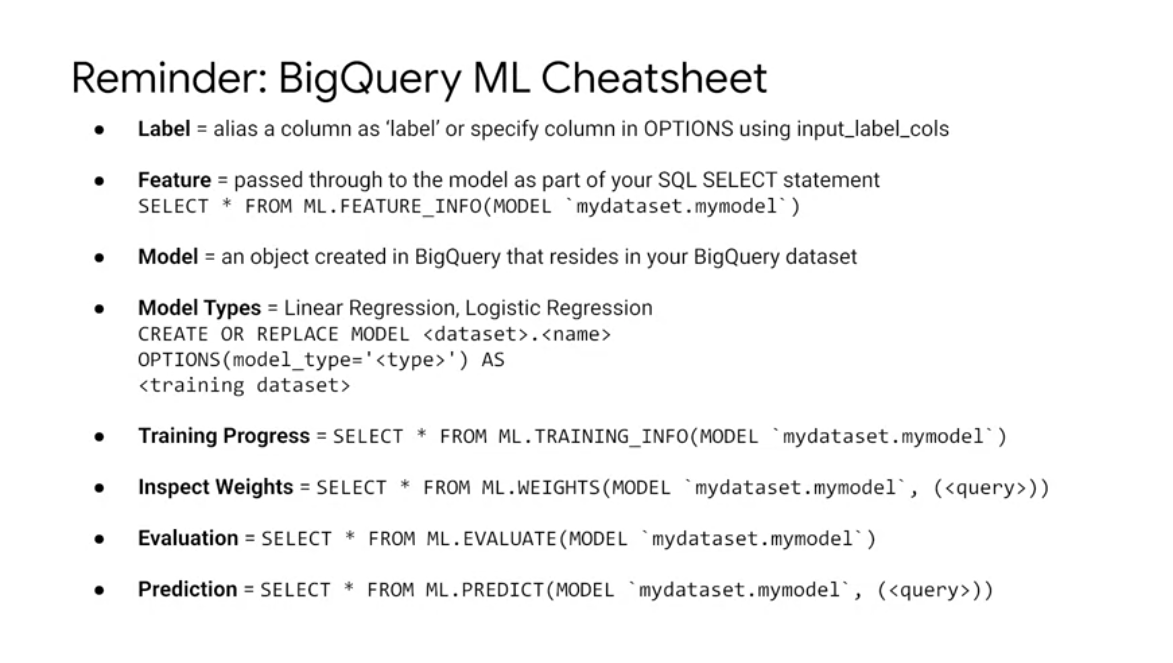 Reminder: BigQuery ML Cheatsheet
● Label = alias a column as ‘label’ or specify column in OPTIONS using input_label_cols
● Feature = passed through to the model as part of your SQL SELECT statement
SELECT * FROM ML.FEATURE_INFO(MODEL `mydataset.mymodel`)
● Model = an object created in BigQuery that resides in your BigQuery dataset
● Model Types = Linear Regression, Logistic Regression
CREATE OR REPLACE MODEL <dataset>.<name>
OPTIONS(model_type='<type>') AS
<training dataset>
● Training Progress = SELECT * FROM ML.TRAINING_INFO(MODEL `mydataset.mymodel`)
● Inspect Weights = SELECT * FROM ML.WEIGHTS(MODEL `mydataset.mymodel`, (<query>))
● Evaluation = SELECT * FROM ML.EVALUATE(MODEL `mydataset.mymodel`)
● Prediction = SELECT * FROM ML.PREDICT(MODEL `mydataset.mymodel`, (<query>))